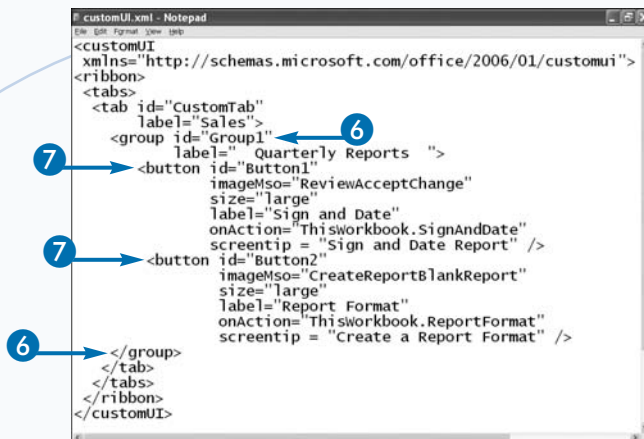 customUI.xml - Notepad
File Edit Format View Help
<customUI
xmlns="http://schemas.microsoft.com/office/2006/01/customui">
<ribbon>
<tabs>
<tab id="CustomTab"
label="Sales">
<group id="Group1" 6
label="  Quarterly Reports  ">
7 <button id="Button1"
imageMso="ReviewAcceptChange"
size="large"
label="Sign and Date"
onAction="ThisWorkbook.SignAndDate"
screentip = "Sign and Date Report" />
7 <button id="Button2"
imageMso="CreateReportBlankReport"
size="large"
label="Report Format"
onAction="ThisWorkbook.ReportFormat"
screentip = "Create a Report Format" />
6 </group>
</tab>
</tabs>
</ribbon>
</customUI>